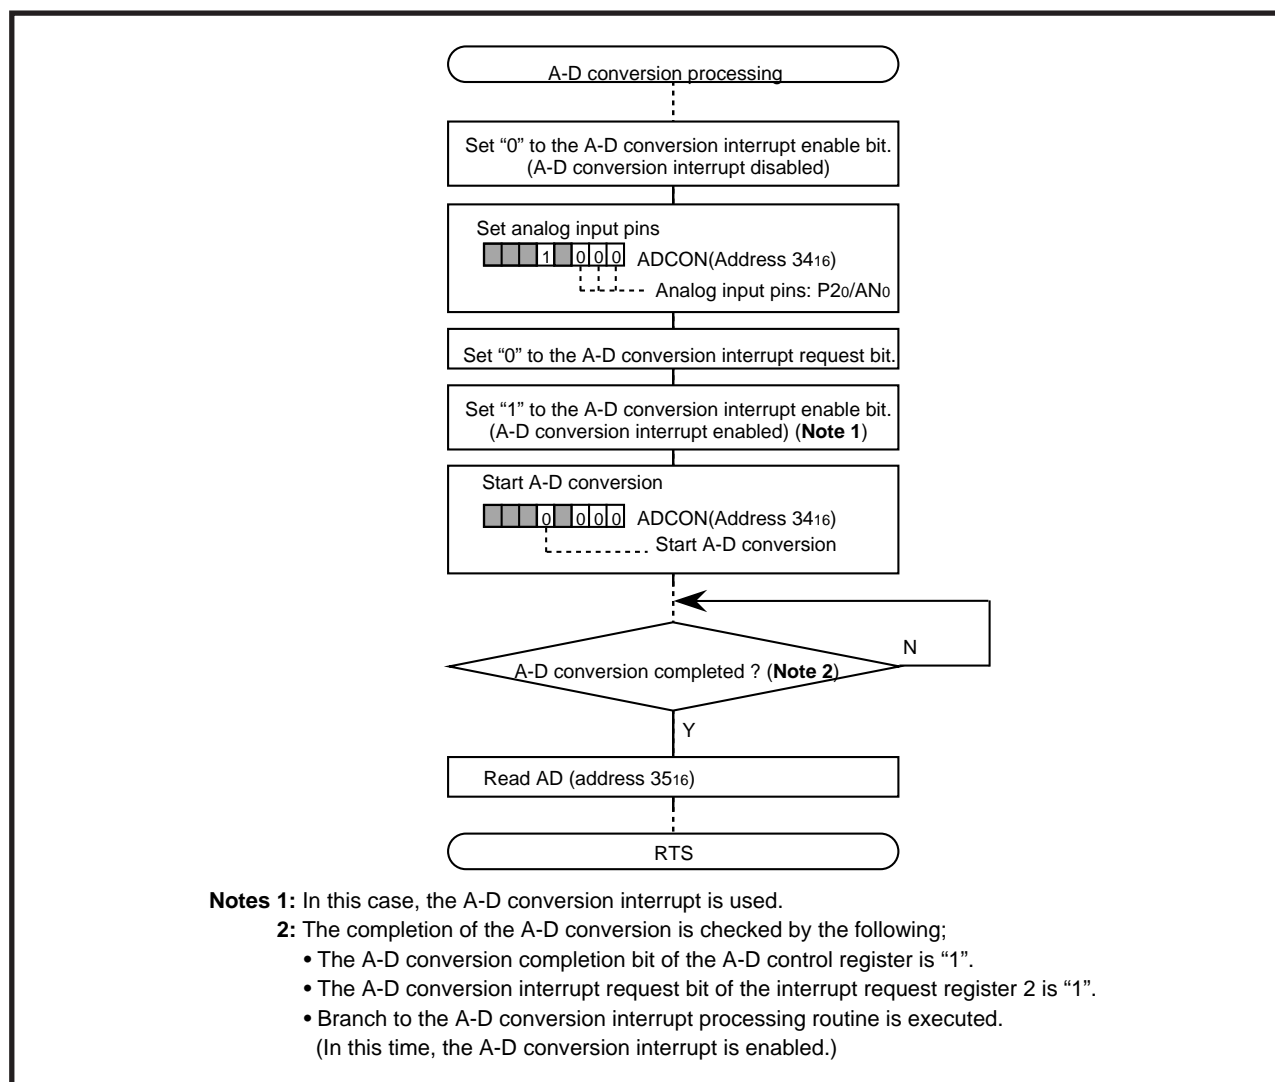 A-D conversion processing
Set “0” to the A-D conversion interrupt enable bit.
(A-D conversion interrupt disabled)
Set analog input pins
1 0 0 0 ADCON(Address 3416)
Analog input pins: P20/AN0
Set “0” to the A-D conversion interrupt request bit.
Set “1” to the A-D conversion interrupt enable bit.
(A-D conversion interrupt enabled) (Note 1)
Start A-D conversion
0 0 0 0 ADCON(Address 3416)
Start A-D conversion
N
A-D conversion completed ? (Note 2)
Y
Read AD (address 3516)
RTS
Notes 1: In this case, the A-D conversion interrupt is used.
2: The completion of the A-D conversion is checked by the following;
• The A-D conversion completion bit of the A-D control register is “1”.
• The A-D conversion interrupt request bit of the interrupt request register 2 is “1”.
• Branch to the A-D conversion interrupt processing routine is executed.
(In this time, the A-D conversion interrupt is enabled.)